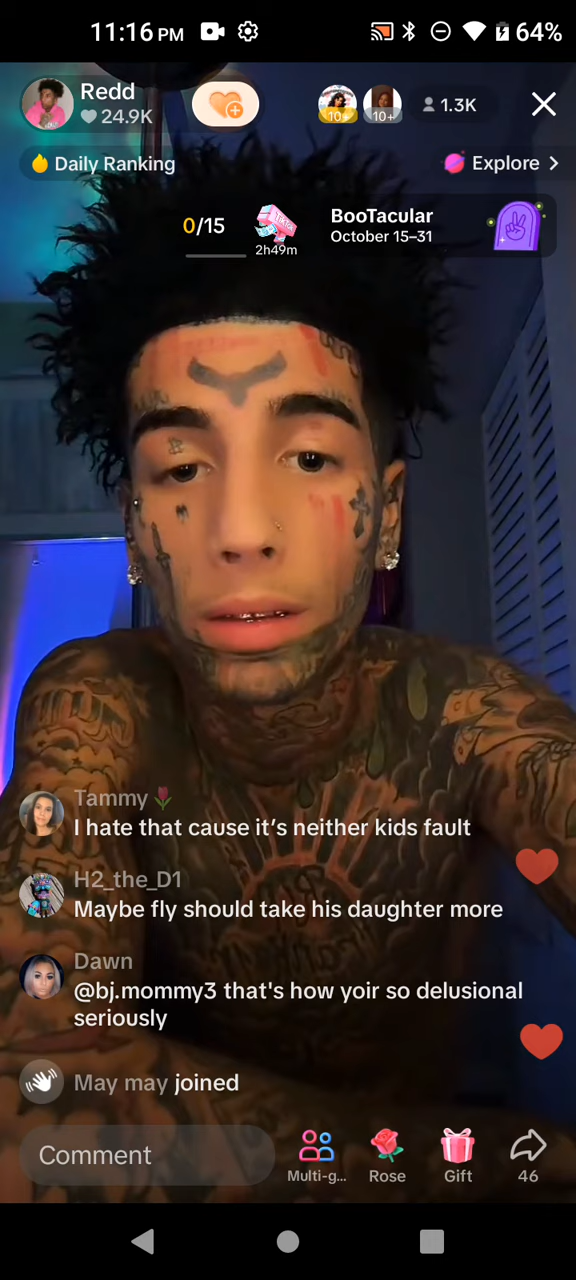 11:16 PM
64%
Redd
24.9K
10+
10+
1.3K
Daily Ranking
Explore >
0/15
TikTok
2h49m
BooTacular
October 15–31
Tammy🌷
I hate that cause it's neither kids fault
H2_the_D1
Maybe fly should take his daughter more
Dawn
@bj.mommy3 that's how yoir so delusional
seriously
May may joined
Comment
Multi-g...
Rose
Gift
46